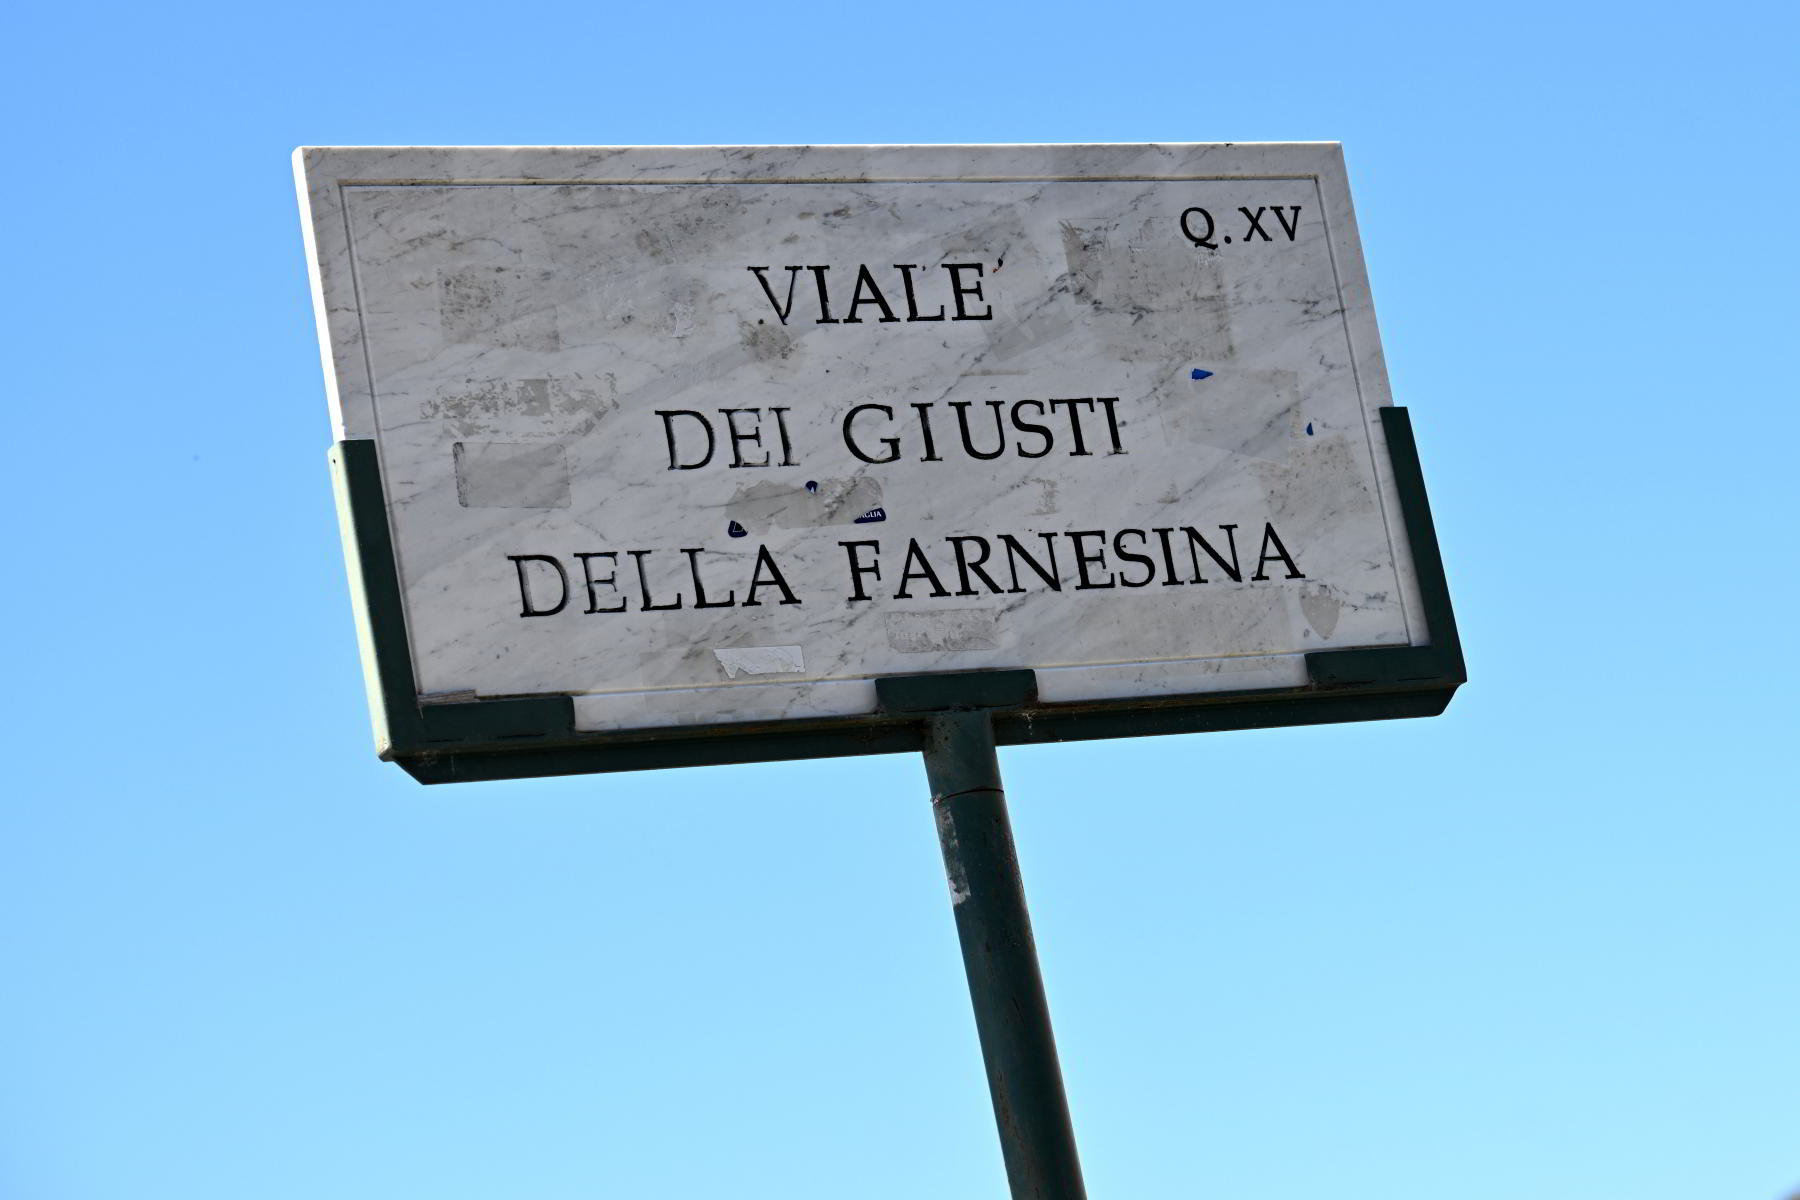 Q. XV
VIALE
DEI GIUSTI
DELLA FARNESINA